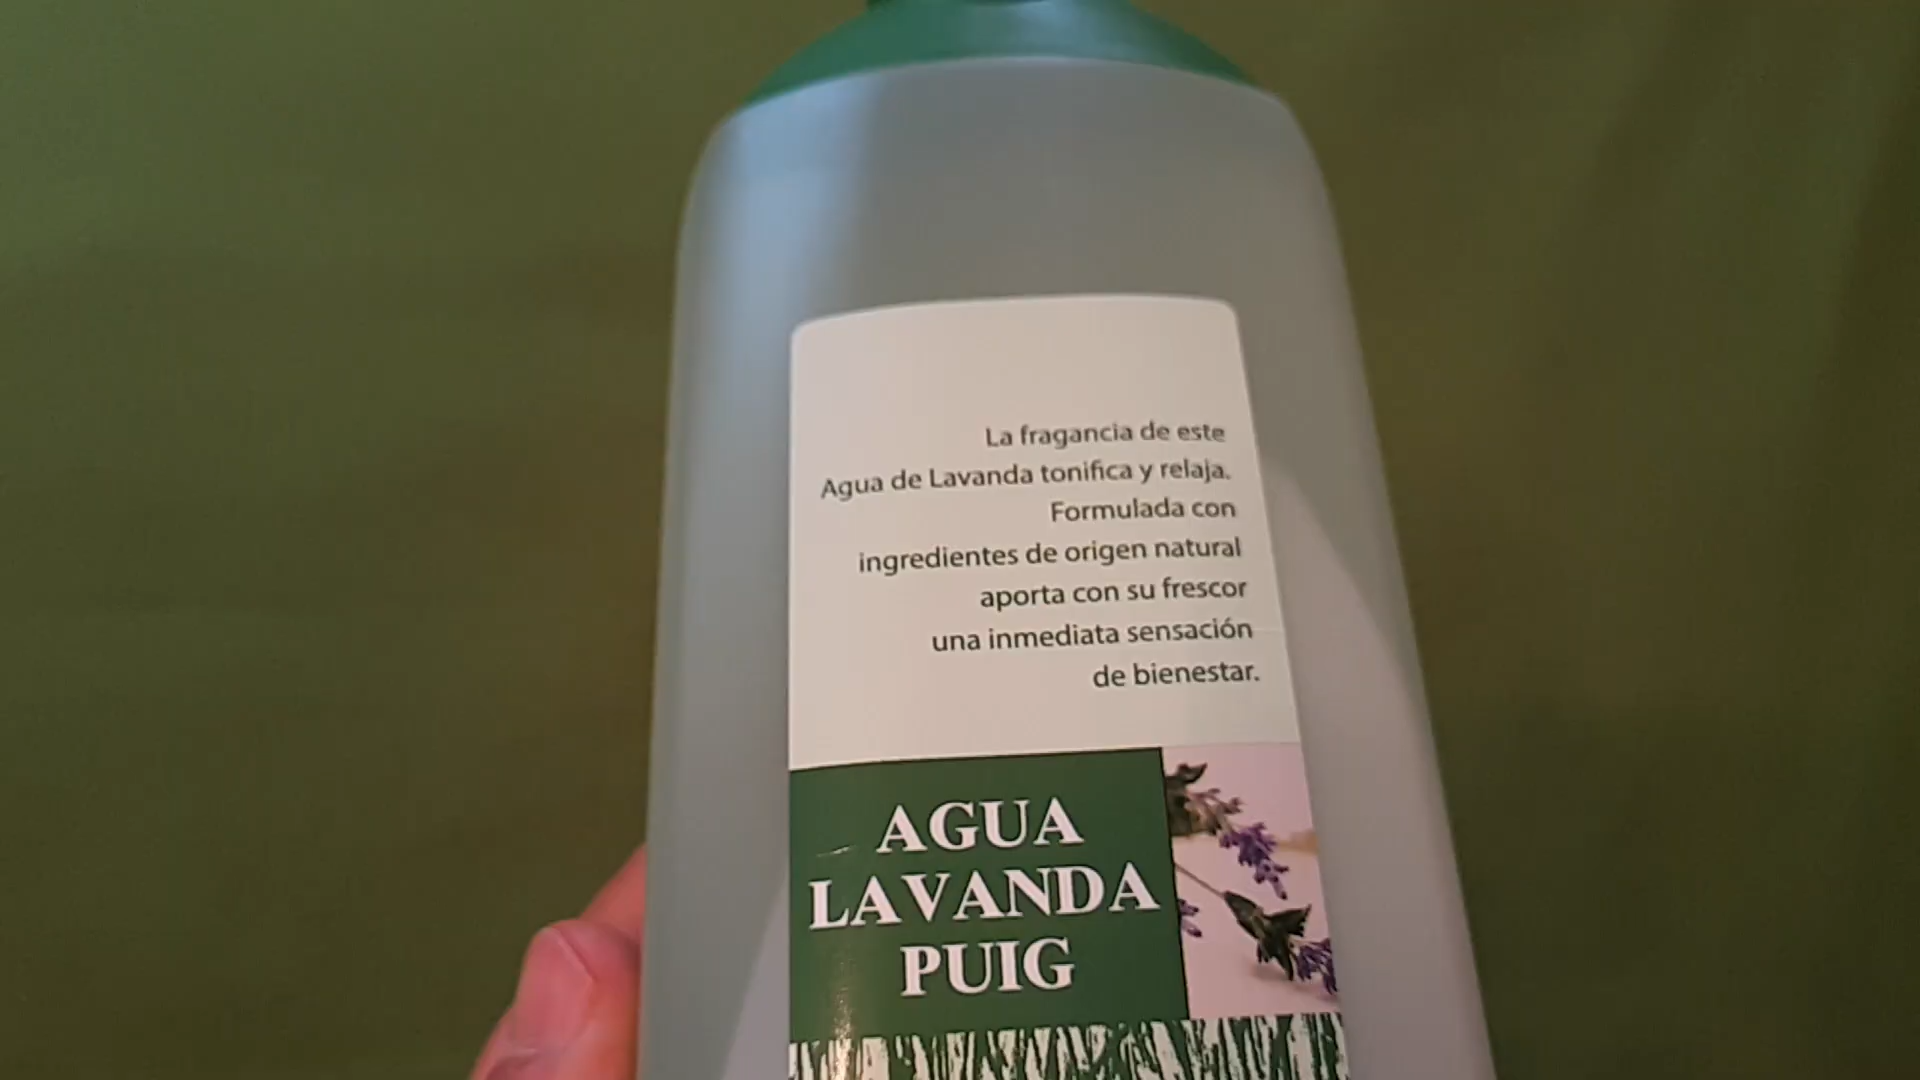 La fragancia de este
Agua de Lavanda tonifica y relaja.
Formulada con
ingredientes de origen natural
aporta con su frescor
una inmediata sensación
de bienestar.
AGUA
LAVANDA
PUIG